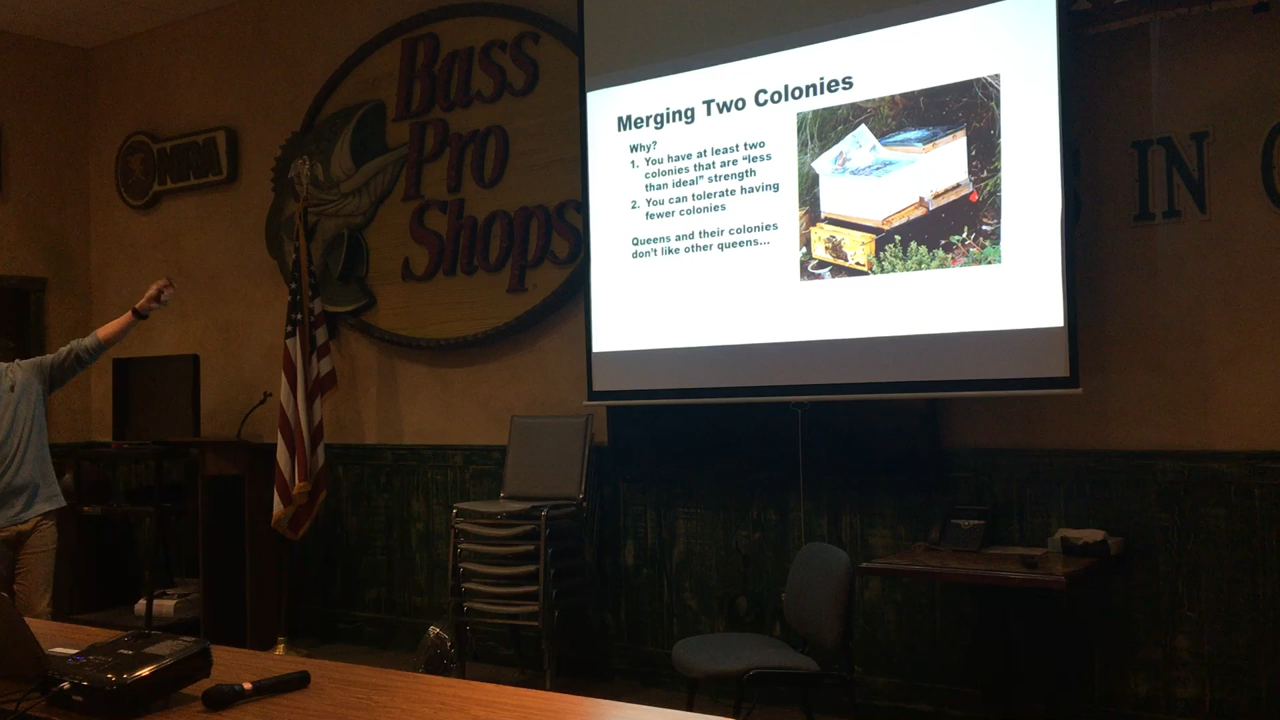 NRA
Bass
Pro
Shops
Merging Two Colonies
Why?
1. You have at least two
colonies that are “less
than ideal” strength
2. You can tolerate having
fewer colonies
Queens and their colonies
don't like other queens...
IN